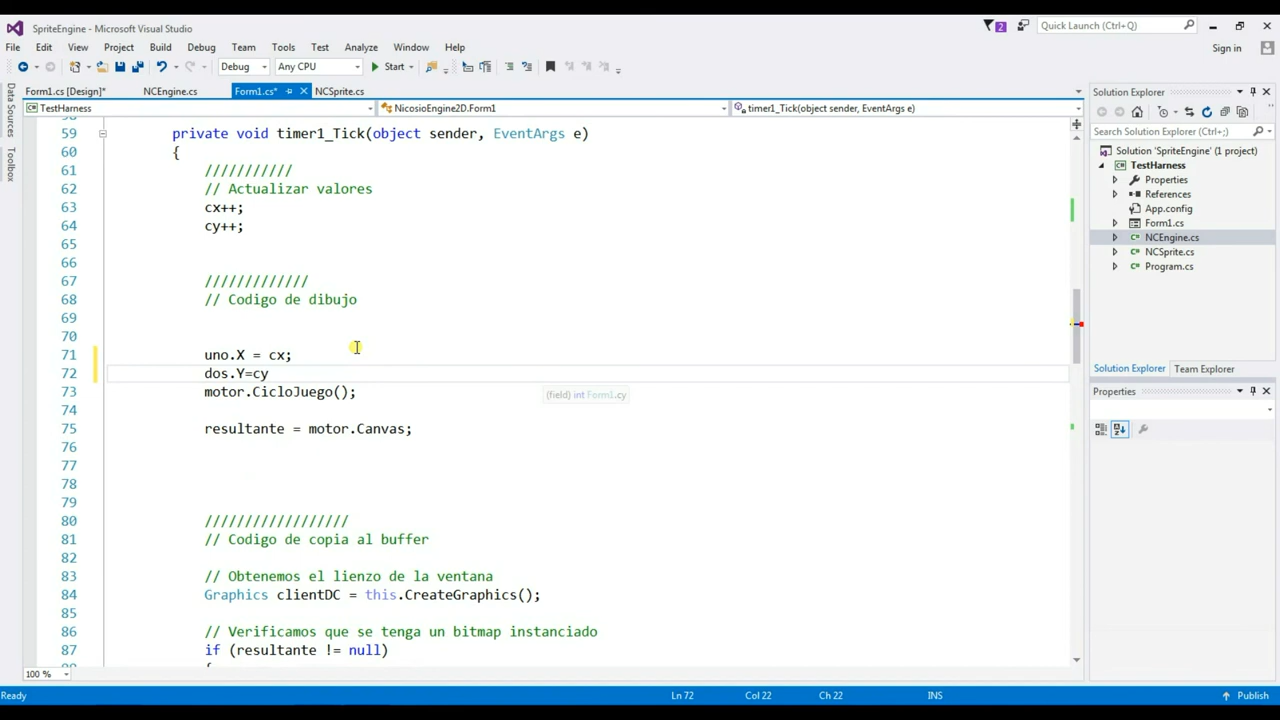 SpriteEngine - Microsoft Visual Studio
2
Quick Launch (Ctrl+Q)
File Edit View Project Build Debug Team Tools Test Analyze Window Help
Sign in
Debug Any CPU Start
Form1.cs [Design]* NCEngine.cs Form1.cs* NCSprite.cs
TestHarness NicosioEngine2D.Form1 timer1_Tick(object sender, EventArgs e)
Data Sources
Toolbox
59 private void timer1_Tick(object sender, EventArgs e)
60 {
61 ///////////
62 // Actualizar valores
63 cx++;
64 cy++;
65
66
67 /////////////
68 // Codigo de dibujo
69
70
71 uno.X = cx;
72 dos.Y=cy
73 motor.CicloJuego();
(field) int Form1.cy
74
75 resultante = motor.Canvas;
76
77
78
79
80 //////////////////
81 // Codigo de copia al buffer
82
83 // Obtenemos el lienzo de la ventana
84 Graphics clientDC = this.CreateGraphics();
85
86 // Verificamos que se tenga un bitmap instanciado
87 if (resultante != null)
100 %
Solution Explorer
Search Solution Explorer (Ctrl+;)
Solution 'SpriteEngine' (1 project)
TestHarness
Properties
References
App.config
Form1.cs
NCEngine.cs
NCSprite.cs
Program.cs
Solution Explorer Team Explorer
Properties
Ready Ln 72 Col 22 Ch 22 INS Publish